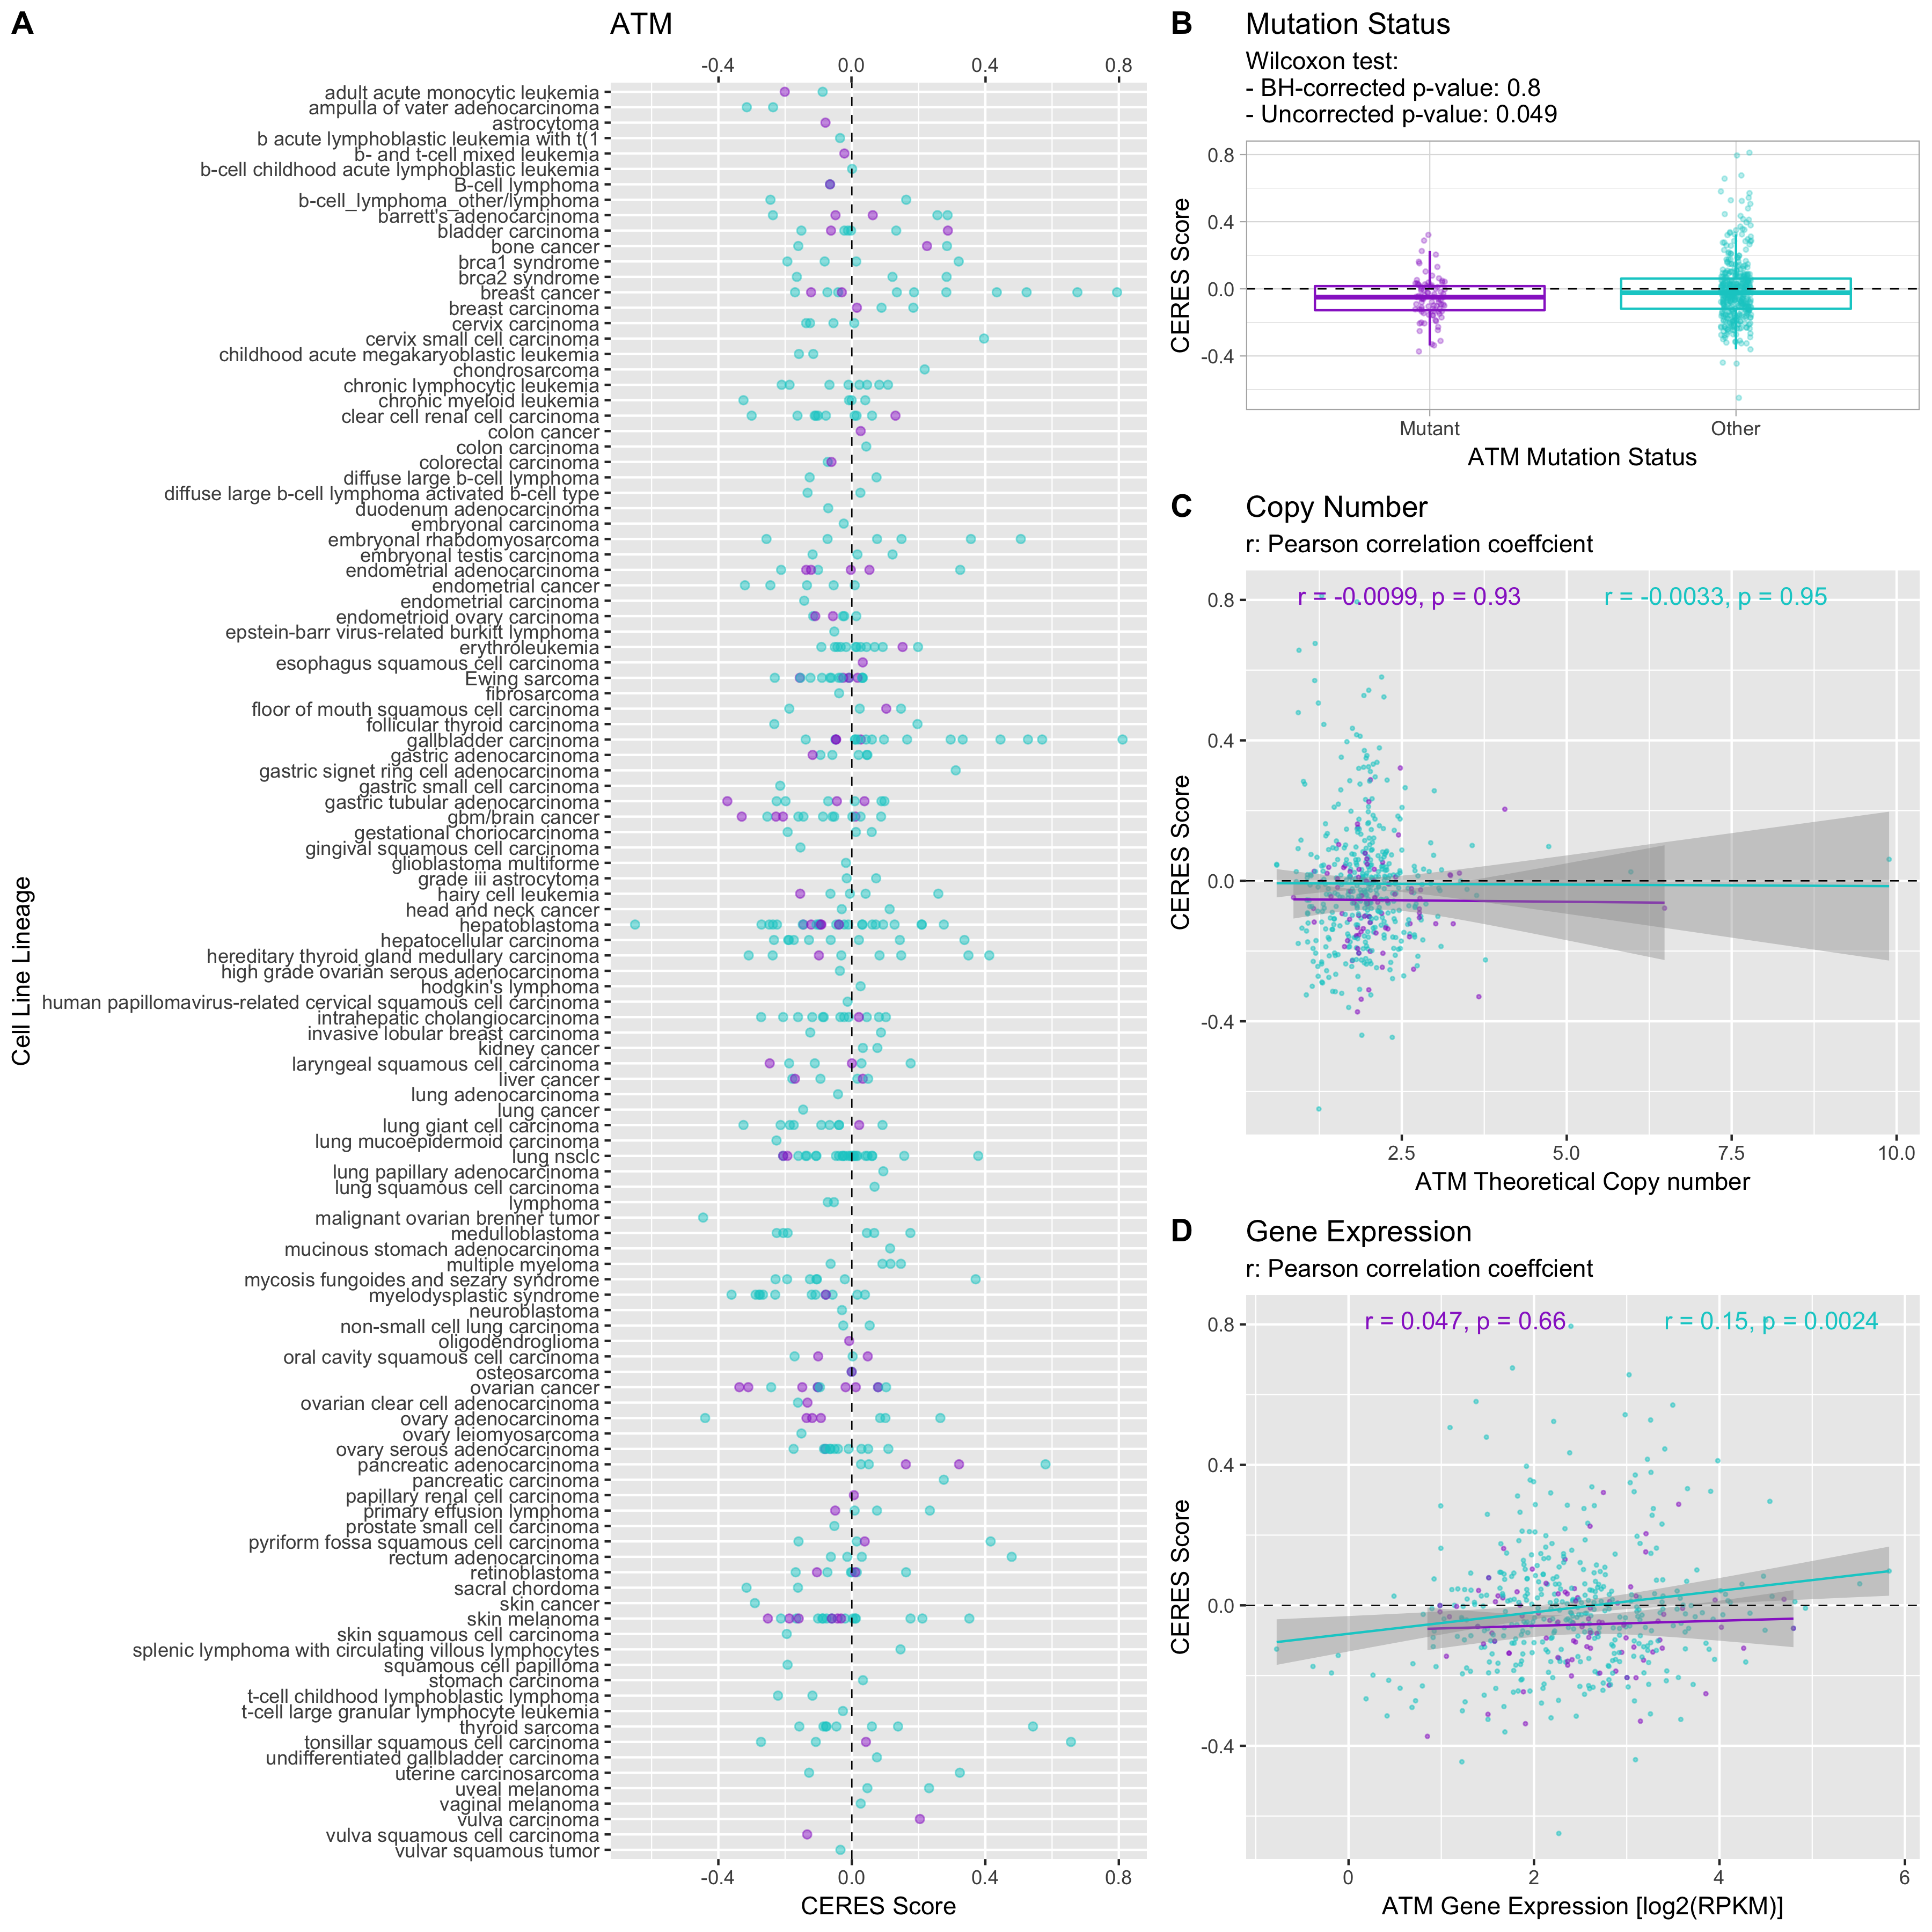 A
ATM
-0.4 0.0 0.4 0.8
adult acute monocytic leukemia
ampulla of vater adenocarcinoma
astrocytoma
b acute lymphoblastic leukemia with t(1
b- and t-cell mixed leukemia
b-cell childhood acute lymphoblastic leukemia
B-cell lymphoma
b-cell_lymphoma_other/lymphoma
barrett's adenocarcinoma
bladder carcinoma
bone cancer
brca1 syndrome
brca2 syndrome
breast cancer
breast carcinoma
cervix carcinoma
cervix small cell carcinoma
childhood acute megakaryoblastic leukemia
chondrosarcoma
chronic lymphocytic leukemia
chronic myeloid leukemia
clear cell renal cell carcinoma
colon cancer
colon carcinoma
colorectal carcinoma
diffuse large b-cell lymphoma
diffuse large b-cell lymphoma activated b-cell type
duodenum adenocarcinoma
embryonal carcinoma
embryonal rhabdomyosarcoma
embryonal testis carcinoma
endometrial adenocarcinoma
endometrial cancer
endometrial carcinoma
endometrioid ovary carcinoma
epstein-barr virus-related burkitt lymphoma
erythroleukemia
esophagus squamous cell carcinoma
Ewing sarcoma
fibrosarcoma
floor of mouth squamous cell carcinoma
follicular thyroid carcinoma
gallbladder carcinoma
gastric adenocarcinoma
gastric signet ring cell adenocarcinoma
gastric small cell carcinoma
gastric tubular adenocarcinoma
gbm/brain cancer
gestational choriocarcinoma
gingival squamous cell carcinoma
glioblastoma multiforme
grade iii astrocytoma
hairy cell leukemia
head and neck cancer
hepatoblastoma
hepatocellular carcinoma
hereditary thyroid gland medullary carcinoma
high grade ovarian serous adenocarcinoma
hodgkin's lymphoma
human papillomavirus-related cervical squamous cell carcinoma
intrahepatic cholangiocarcinoma
invasive lobular breast carcinoma
kidney cancer
laryngeal squamous cell carcinoma
liver cancer
lung adenocarcinoma
lung cancer
lung giant cell carcinoma
lung mucoepidermoid carcinoma
lung nsclc
lung papillary adenocarcinoma
lung squamous cell carcinoma
lymphoma
malignant ovarian brenner tumor
medulloblastoma
mucinous stomach adenocarcinoma
multiple myeloma
mycosis fungoides and sezary syndrome
myelodysplastic syndrome
neuroblastoma
non-small cell lung carcinoma
oligodendroglioma
oral cavity squamous cell carcinoma
osteosarcoma
ovarian cancer
ovarian clear cell adenocarcinoma
ovary adenocarcinoma
ovary leiomyosarcoma
ovary serous adenocarcinoma
pancreatic adenocarcinoma
pancreatic carcinoma
papillary renal cell carcinoma
primary effusion lymphoma
prostate small cell carcinoma
pyriform fossa squamous cell carcinoma
rectum adenocarcinoma
retinoblastoma
sacral chordoma
skin cancer
skin melanoma
skin squamous cell carcinoma
splenic lymphoma with circulating villous lymphocytes
squamous cell papilloma
stomach carcinoma
t-cell childhood lymphoblastic lymphoma
t-cell large granular lymphocyte leukemia
thyroid sarcoma
tonsillar squamous cell carcinoma
undifferentiated gallbladder carcinoma
uterine carcinosarcoma
uveal melanoma
vaginal melanoma
vulva carcinoma
vulva squamous cell carcinoma
vulvar squamous tumor
-0.4 0.0 0.4 0.8
CERES Score
Cell Line Lineage
B
Mutation Status
Wilcoxon test:
- BH-corrected p-value: 0.8
- Uncorrected p-value: 0.049
0.8
0.4
0.0
-0.4
CERES Score
Mutant Other
ATM Mutation Status
C
Copy Number
r: Pearson correlation coeffcient
r = -0.0099, p = 0.93 r = -0.0033, p = 0.95
0.8
0.4
0.0
-0.4
CERES Score
2.5 5.0 7.5 10.0
ATM Theoretical Copy number
D
Gene Expression
r: Pearson correlation coeffcient
r = 0.047, p = 0.66 r = 0.15, p = 0.0024
0.8
0.4
0.0
-0.4
CERES Score
0 2 4 6
ATM Gene Expression [log2(RPKM)]